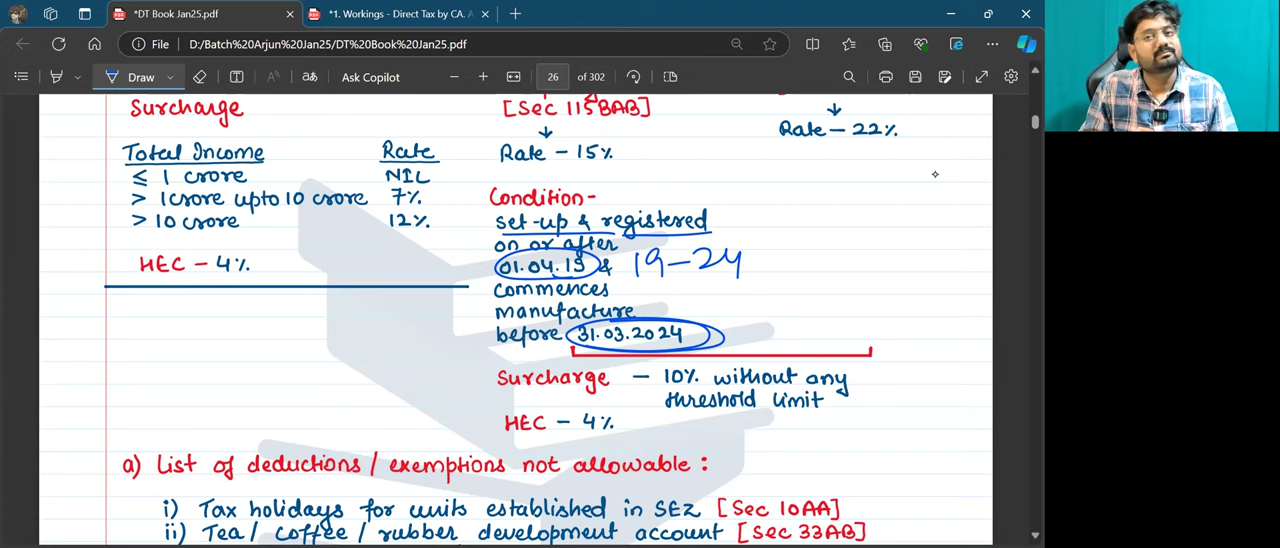 *DT Book Jan25.pdf
*1. Workings - Direct Tax by CA. A
File
D:/Batch%20Arjun%20Jan25/DT%20Book%20Jan25.pdf
Draw
Ask Copilot
26 of 302
Surcharge
Total Income Rate
≤ 1 crore NIL
> 1 crore upto 10 crore 7%
> 10 crore 12%
HEC - 4%
[Sec 115BAB]
Rate - 15%
Condition-
set-up & registered
on or after
01.04.19 & 19-24
commences
manufacture
before 31.03.2024
Rate - 22%
Surcharge - 10% without any
threshold limit
HEC - 4%
a) List of deductions / exemptions not allowable :
i) Tax holidays for units established in SEZ [Sec 10AA]
ii) Tea/ coffee / rubber development account [Sec 33AB]